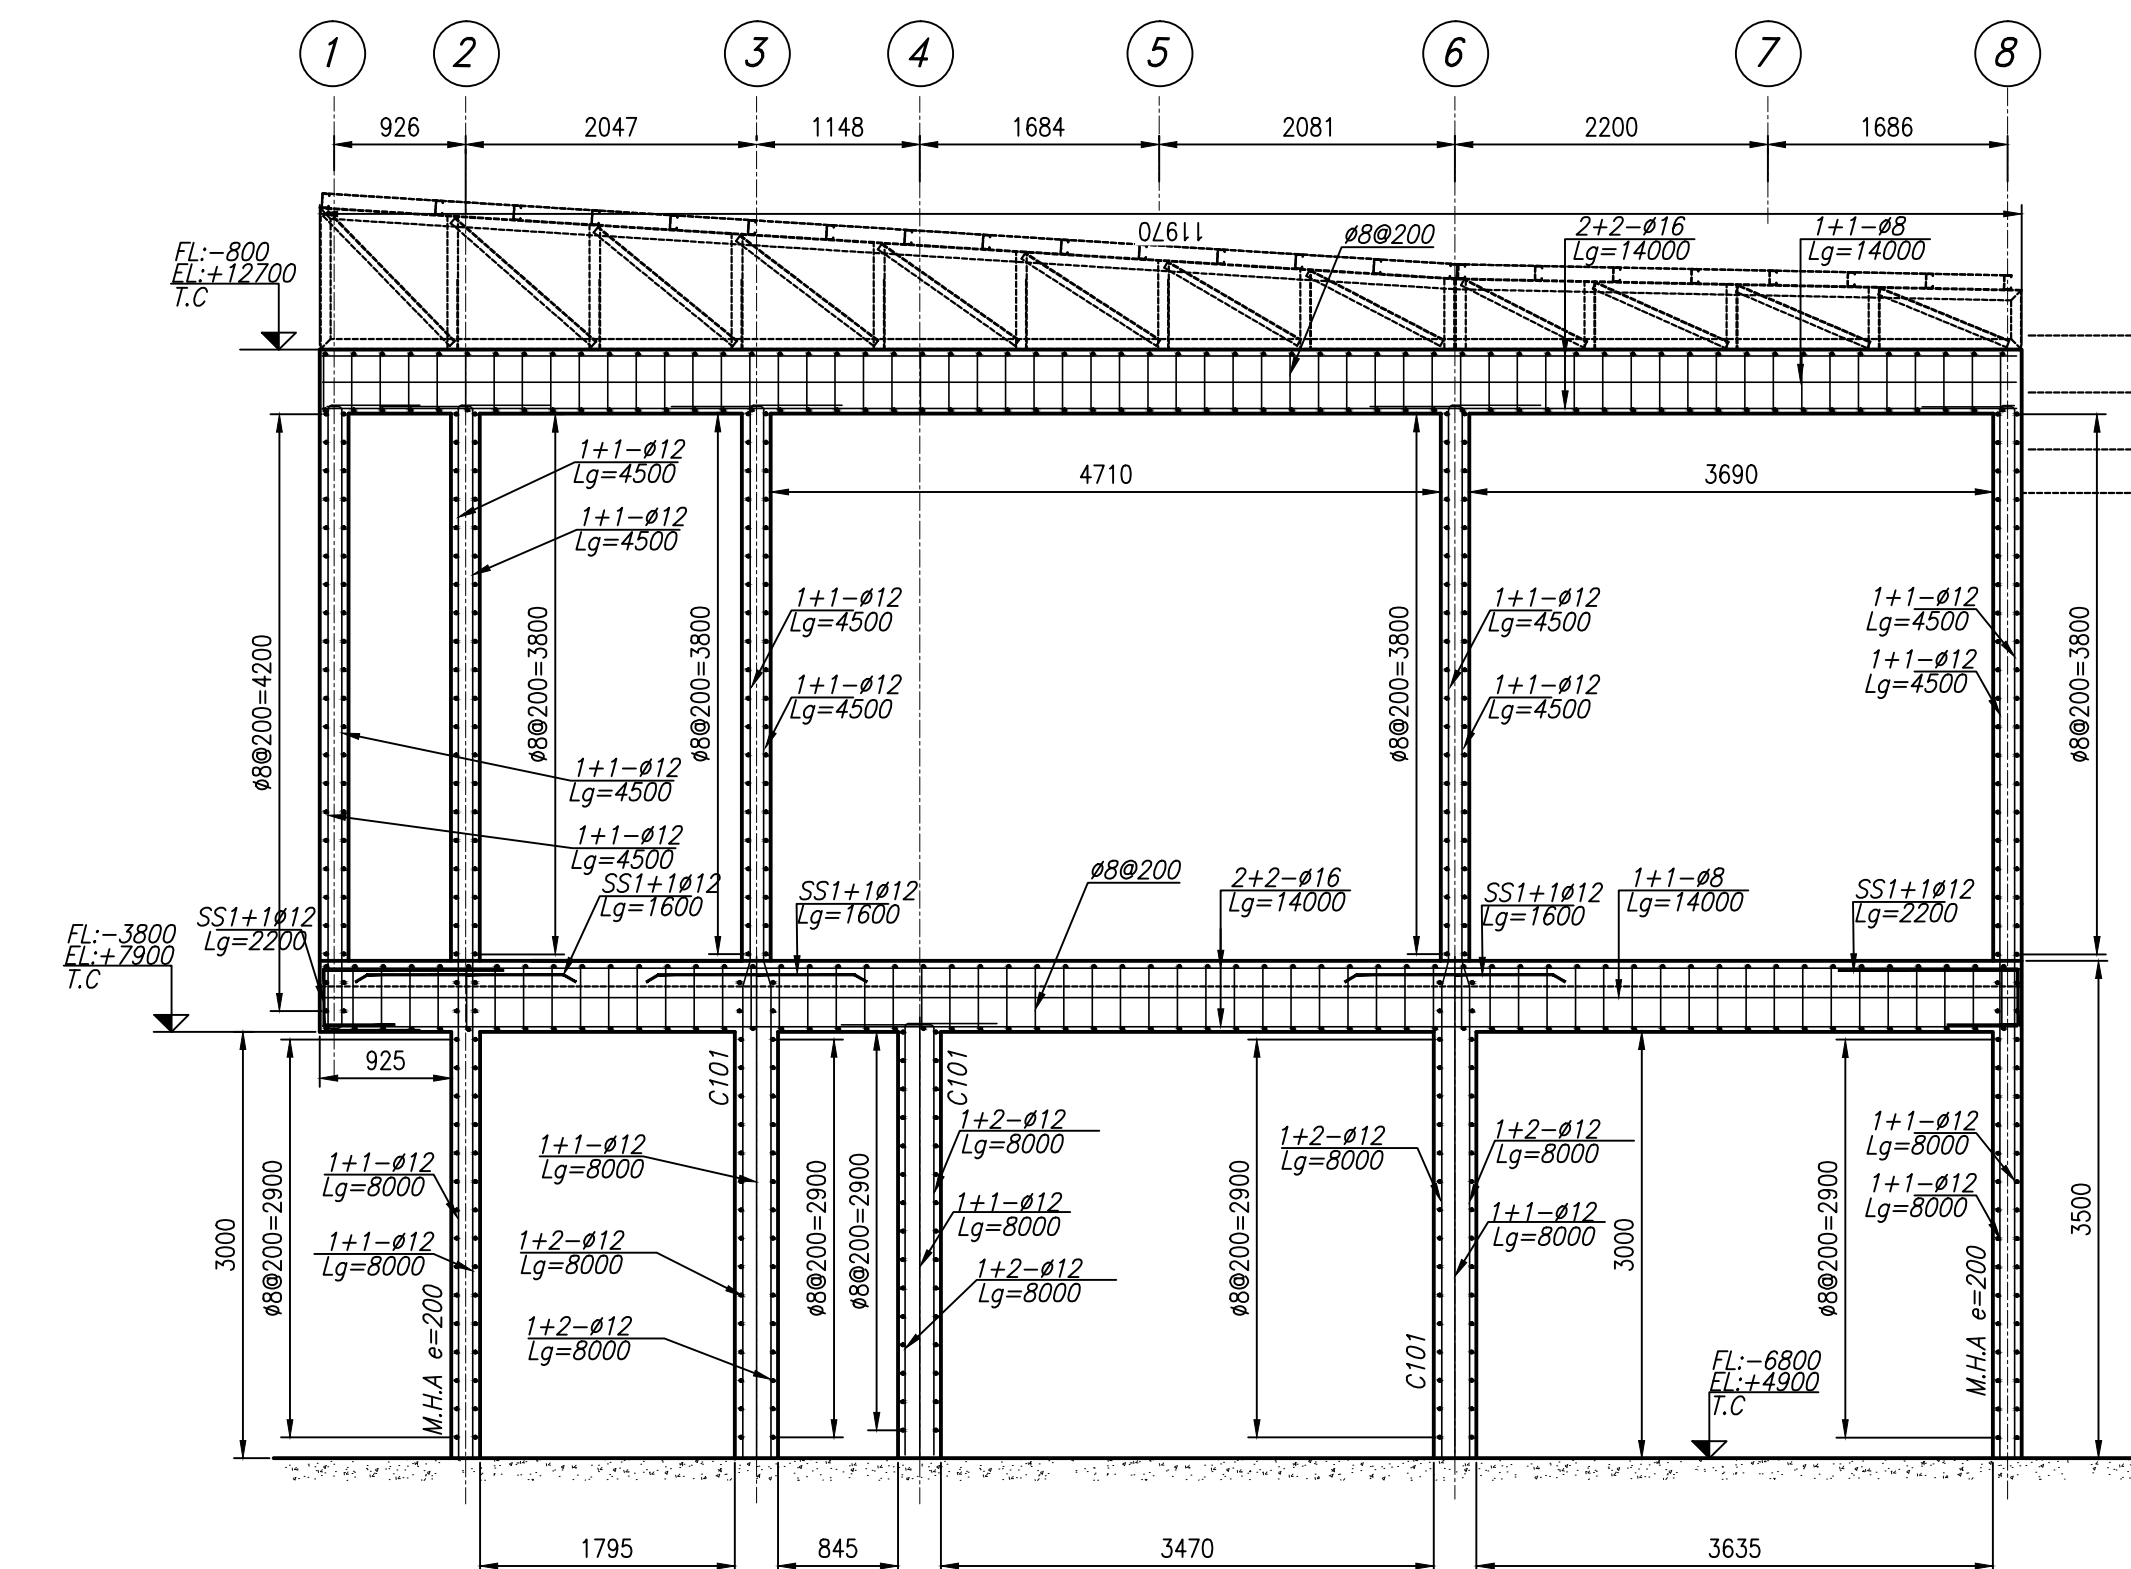 1 2 3 4 5 6 7 8
926 2047 1148 1684 2081 2200 1686
11970
ø8@200
2+2-ø16
Lg=14000
1+1-ø8
Lg=14000
FL:-800
EL:+12700
T.C
1+1-ø12
Lg=4500
1+1-ø12
Lg=4500
4710
3690
ø8@200=4200
ø8@200=3800
ø8@200=3800
ø8@200=3800
ø8@200=3800
1+1-ø12
Lg=4500
1+1-ø12
Lg=4500
1+1-ø12
Lg=4500
1+1-ø12
Lg=4500
1+1-ø12
Lg=4500
1+1-ø12
Lg=4500
1+1-ø12
Lg=4500
1+1-ø12
Lg=4500
SS1+1ø12
Lg=2200
SS1+1ø12
Lg=1600
SS1+1ø12
Lg=1600
ø8@200
2+2-ø16
Lg=14000
SS1+1ø12
Lg=1600
1+1-ø8
Lg=14000
SS1+1ø12
Lg=2200
FL:-3800
EL:+7900
T.C
925
C101
C101
3000
ø8@200=2900
1+1-ø12
Lg=8000
1+1-ø12
Lg=8000
M.H.A e=200
1+1-ø12
Lg=8000
1+2-ø12
Lg=8000
1+2-ø12
Lg=8000
ø8@200=2900
ø8@200=2900
1+2-ø12
Lg=8000
1+1-ø12
Lg=8000
1+2-ø12
Lg=8000
ø8@200=2900
1+2-ø12
Lg=8000
C101
1+2-ø12
Lg=8000
1+1-ø12
Lg=8000
3000
FL:-6800
EL:+4900
T.C
ø8@200=2900
1+1-ø12
Lg=8000
1+1-ø12
Lg=8000
M.H.A e=200
3500
1795 845 3470 3635